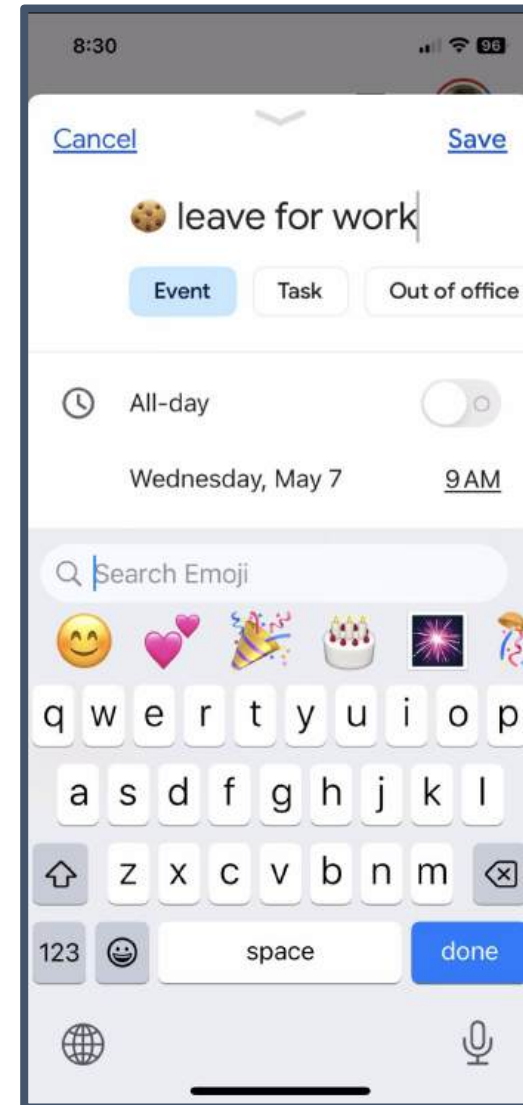 8:30 96
Cancel Save
🍪 leave for work
Event Task Out of office
All-day
Wednesday, May 7 9 AM
Search Emoji
q w e r t y u i o p
a s d f g h j k l
z x c v b n m
123 space done